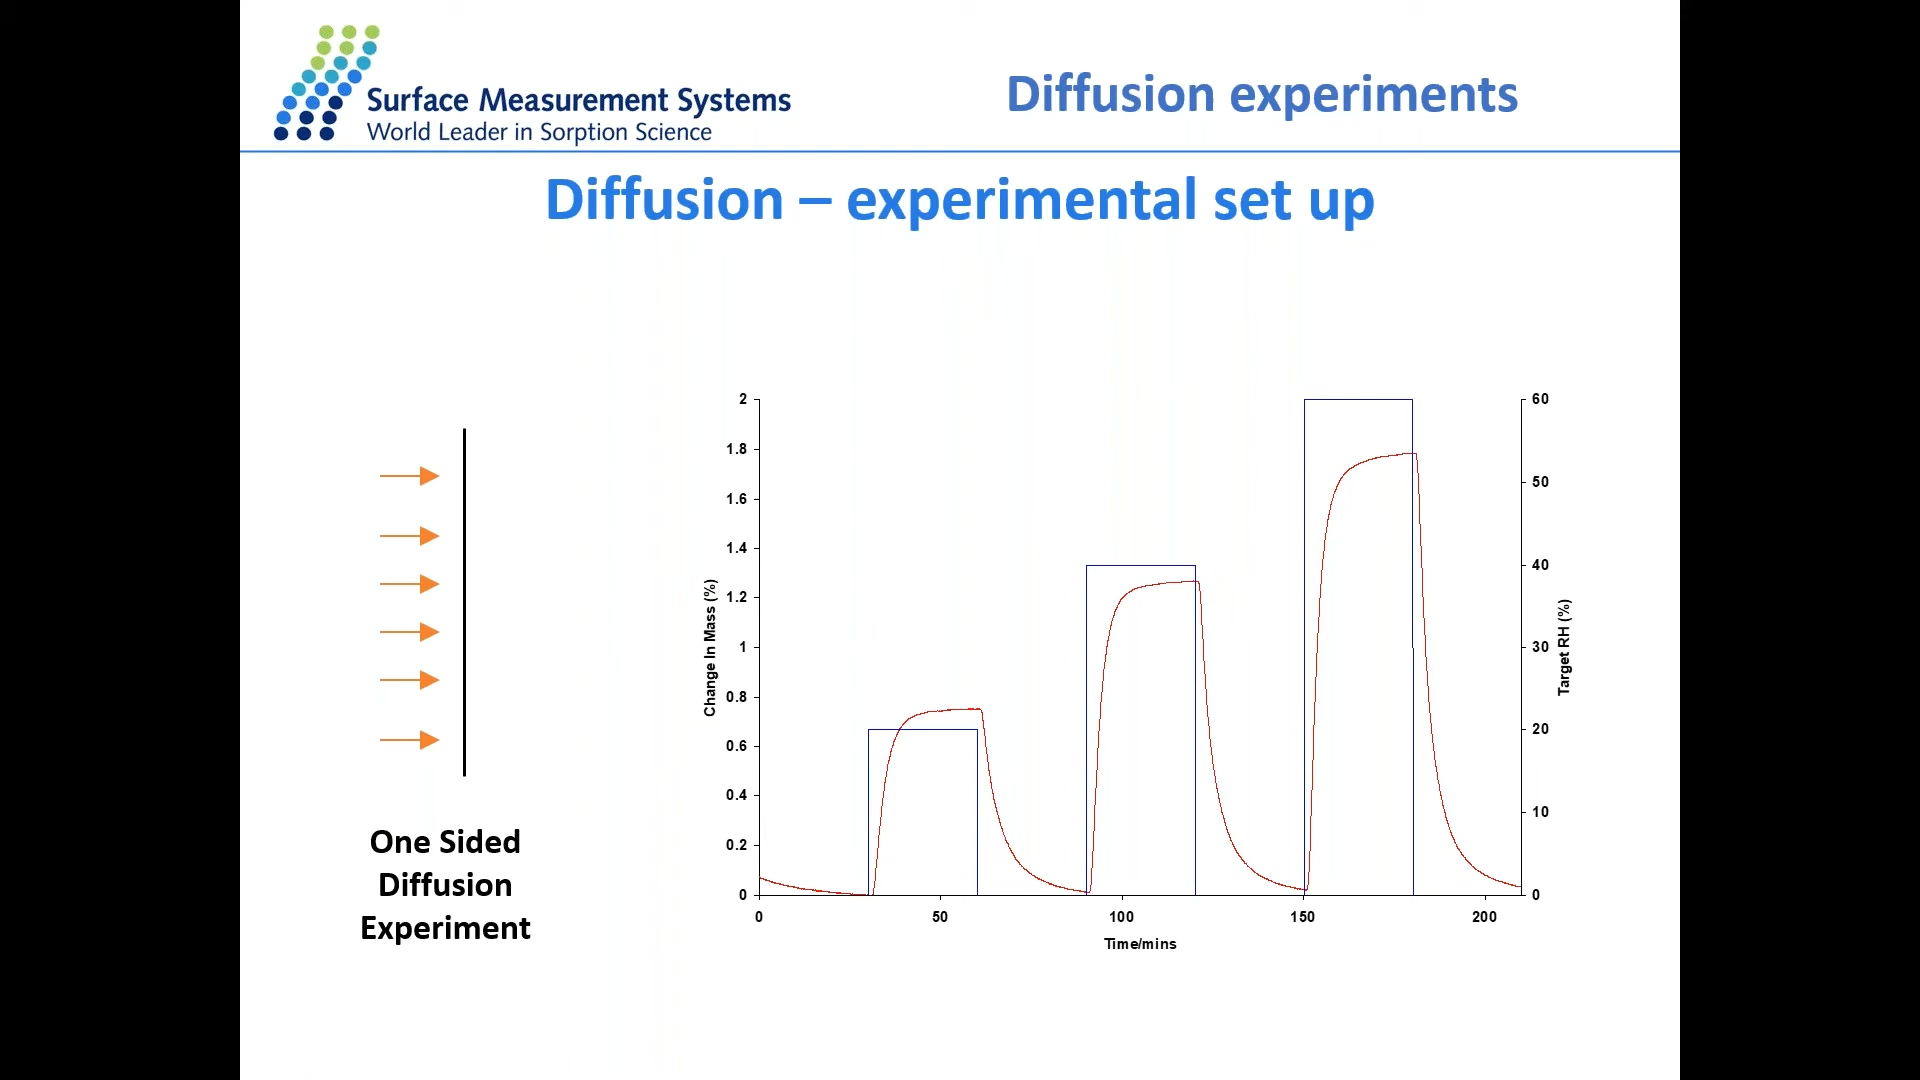 Surface Measurement Systems
World Leader in Sorption Science
Diffusion experiments
Diffusion – experimental set up
One Sided
Diffusion
Experiment
Change In Mass (%)
2
1.8
1.6
1.4
1.2
1
0.8
0.6
0.4
0.2
0
0
50
100
150
200
Time/mins
60
50
40
30
20
10
0
Target RH (%)